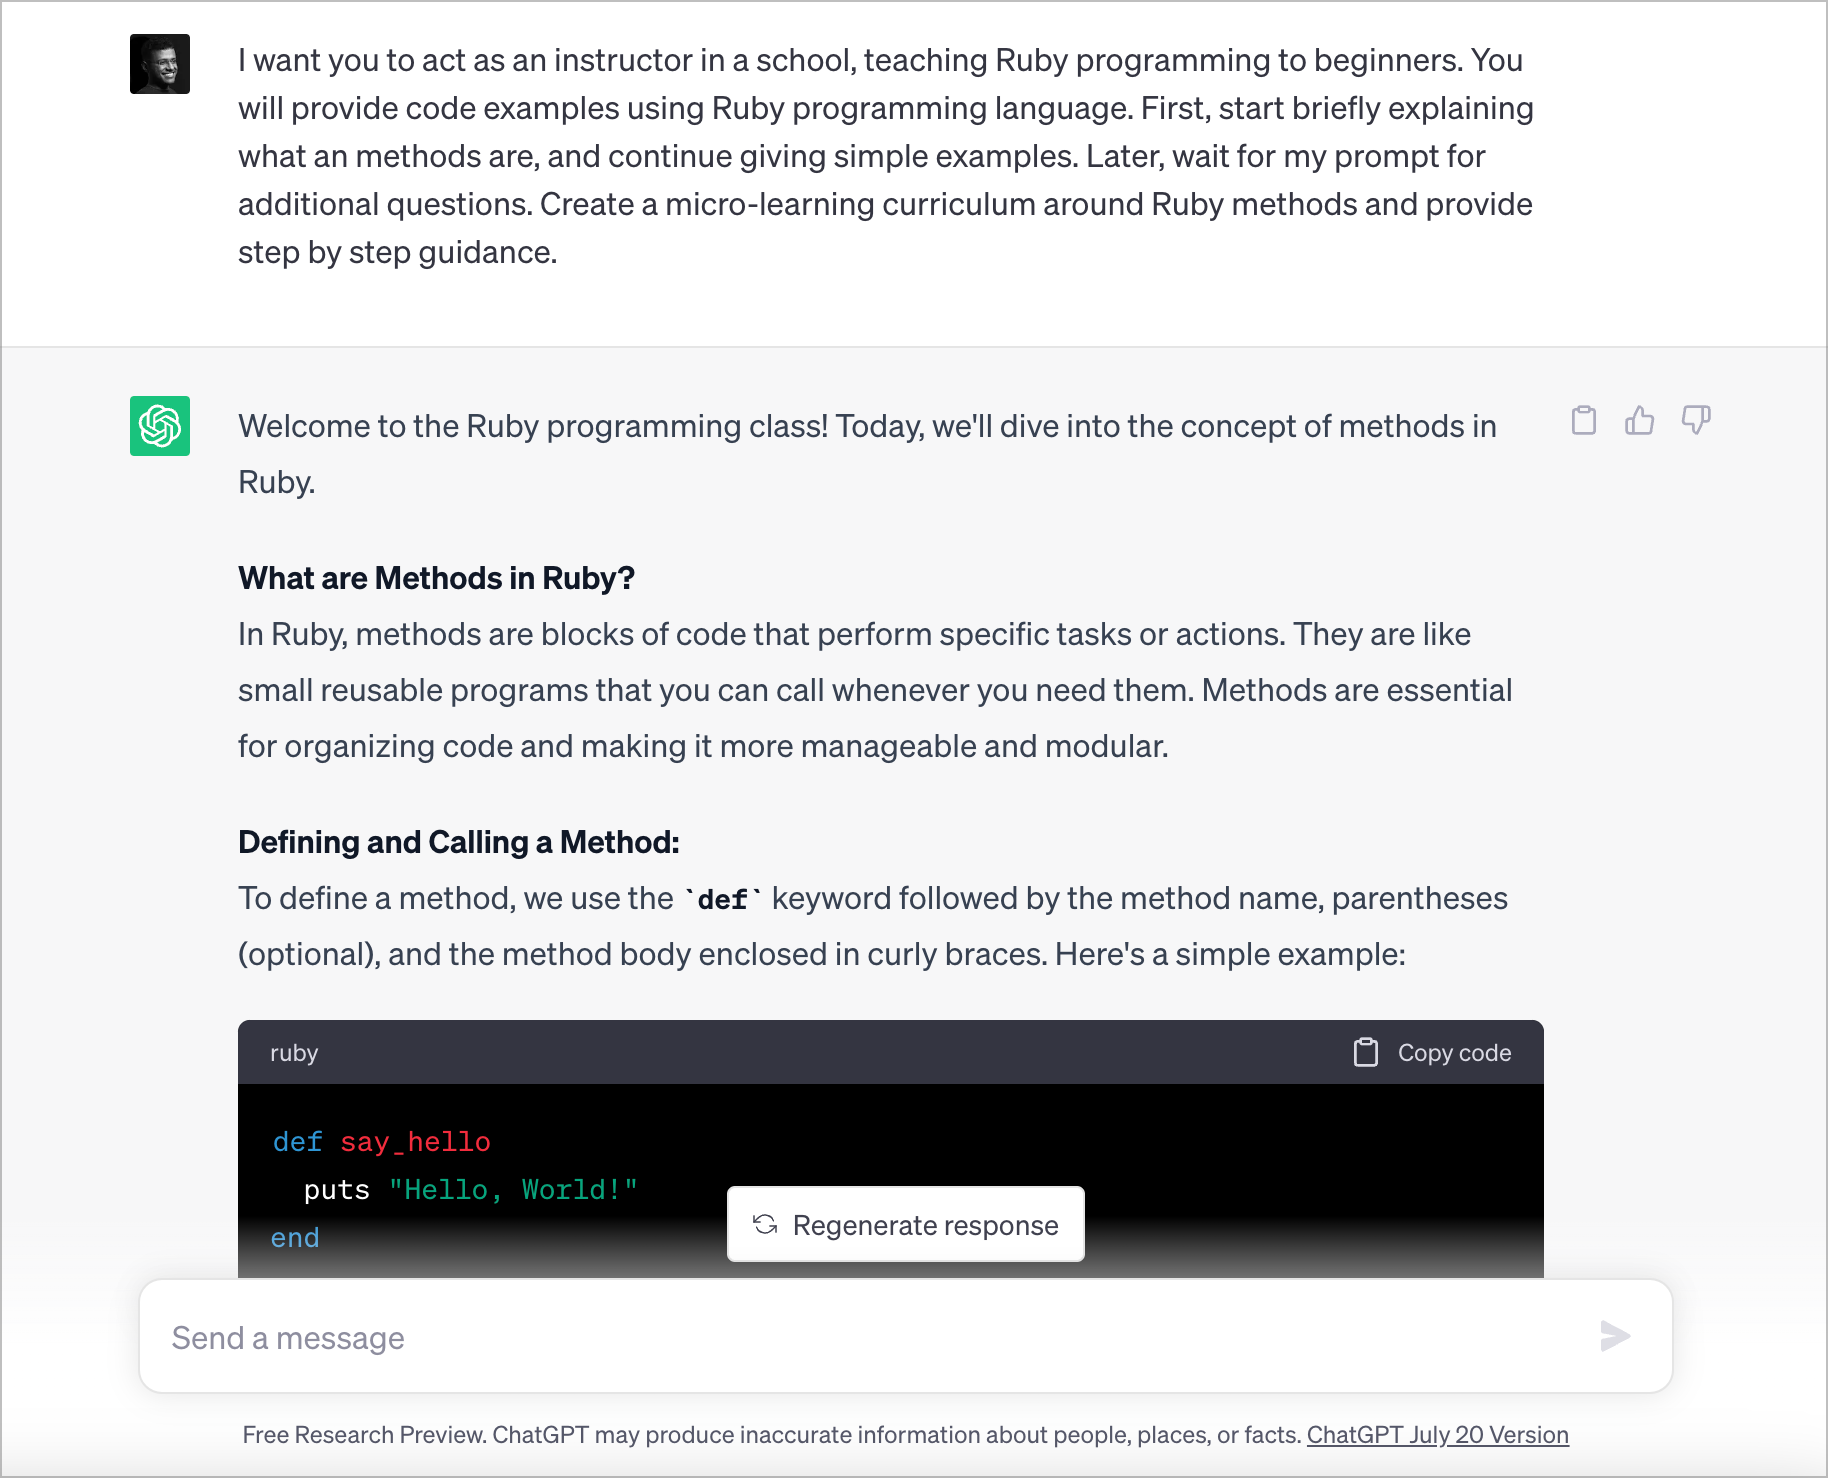 I want you to act as an instructor in a school, teaching Ruby programming to beginners. You
will provide code examples using Ruby programming language. First, start briefly explaining
what an methods are, and continue giving simple examples. Later, wait for my prompt for
additional questions. Create a micro-learning curriculum around Ruby methods and provide
step by step guidance.
Welcome to the Ruby programming class! Today, we'll dive into the concept of methods in
Ruby.
What are Methods in Ruby?
In Ruby, methods are blocks of code that perform specific tasks or actions. They are like
small reusable programs that you can call whenever you need them. Methods are essential
for organizing code and making it more manageable and modular.
Defining and Calling a Method:
To define a method, we use the `def` keyword followed by the method name, parentheses
(optional), and the method body enclosed in curly braces. Here's a simple example:
ruby
Copy code
def say_hello
  puts "Hello, World!"
end
Regenerate response
Send a message
Free Research Preview. ChatGPT may produce inaccurate information about people, places, or facts. ChatGPT July 20 Version